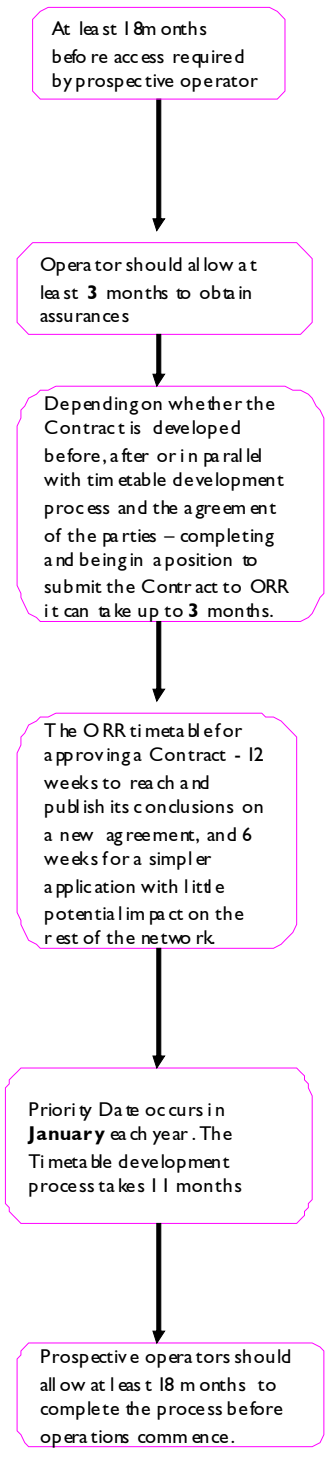 At least 18months
before access required
by prospective operator
Operator should allow at
least 3 months to obtain
assurances
Depending on whether the
Contract is developed
before, after or in parallel
with timetable development
process and the agreement
of the parties – completing
and being in a position to
submit the Contract to ORR
it can take up to 3 months.
The ORR timetable for
approving a Contract - 12
weeks to reach and
publish its conclusions on
a new agreement, and 6
weeks for a simpler
application with little
potential impact on the
rest of the network.
Priority Date occurs in
January each year. The
Timetable development
process takes 11 months
Prospective operators should
allow at least 18 months to
complete the process before
operations commence.